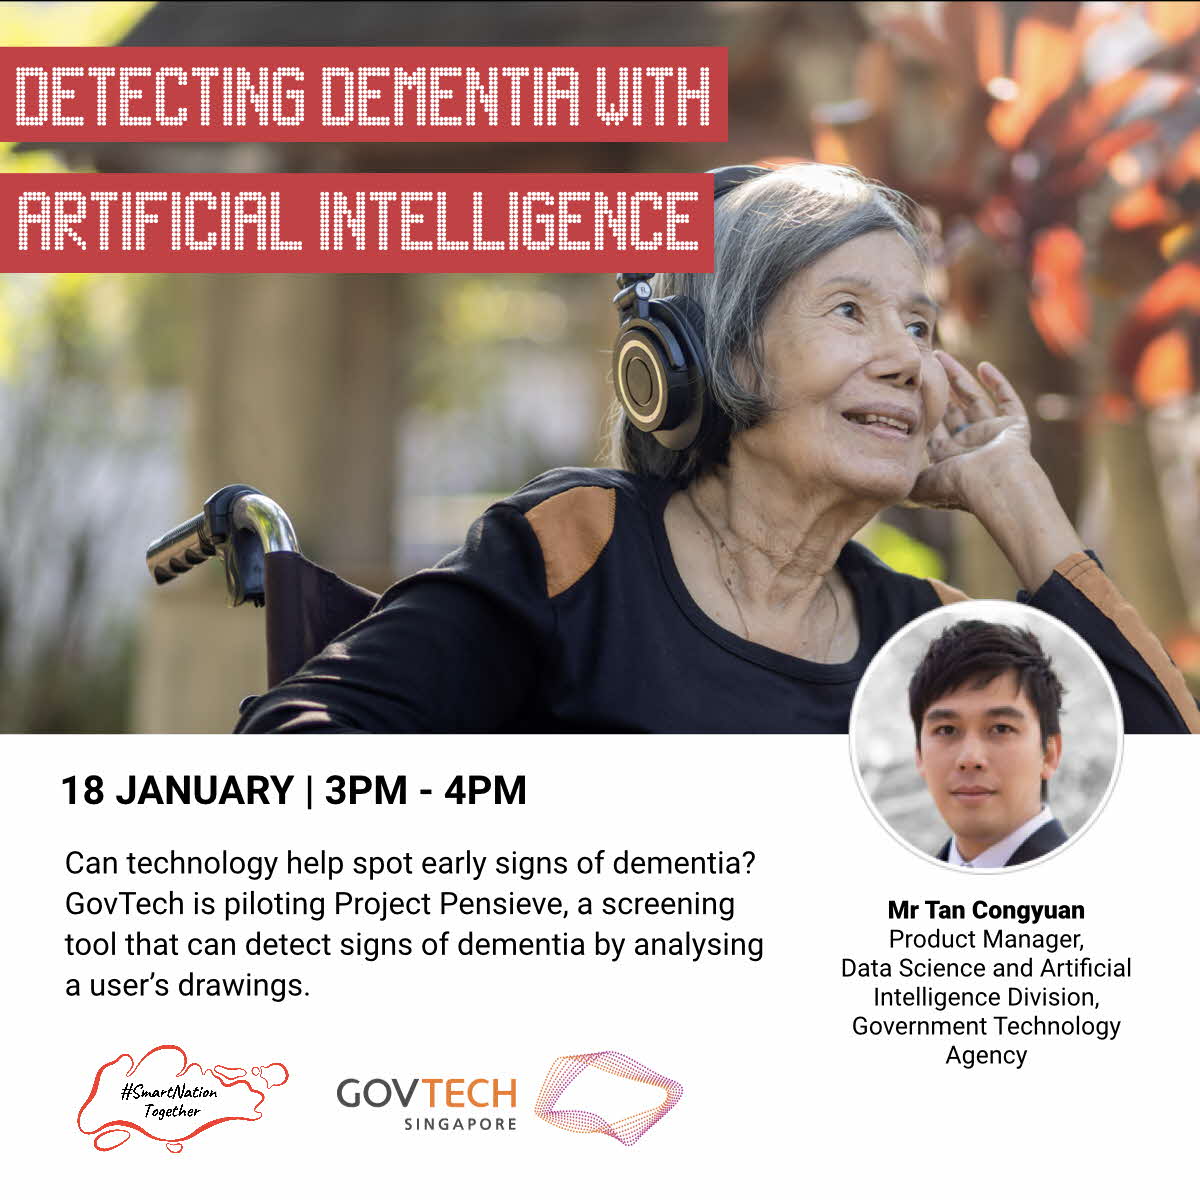 DETECTING DEMENTIA WITH
ARTIFICIAL INTELLIGENCE
18 JANUARY | 3PM - 4PM
Can technology help spot early signs of dementia?
GovTech is piloting Project Pensieve, a screening
tool that can detect signs of dementia by analysing
a user’s drawings.
Mr Tan Congyuan
Product Manager,
Data Science and Artificial
Intelligence Division,
Government Technology
Agency
#SmartNation
Together
GOVTECH
SINGAPORE